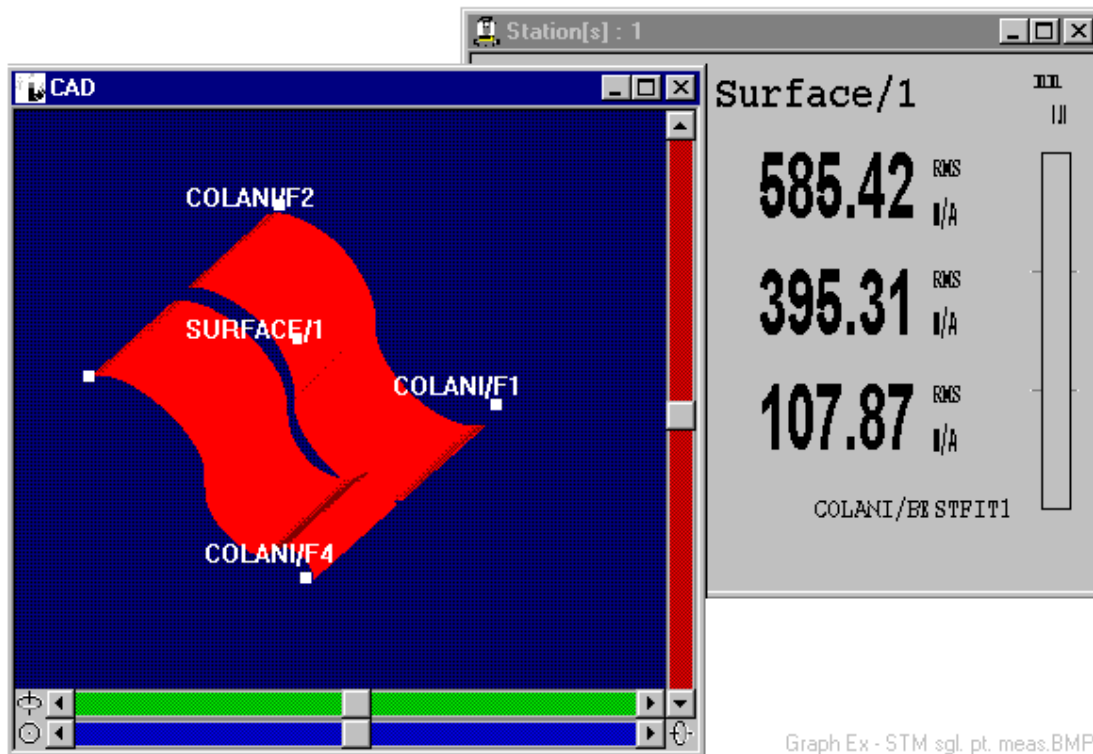 Station[s] : 1
CAD
Surface/1
mm
585.42 RMS
N/A
395.31 RMS
N/A
107.87 RMS
N/A
COLANI/BESTFIT1
COLANI/F2
SURFACE/1
COLANI/F1
COLANI/F4
Graph Ex - STM sgl. pt. meas.BMP